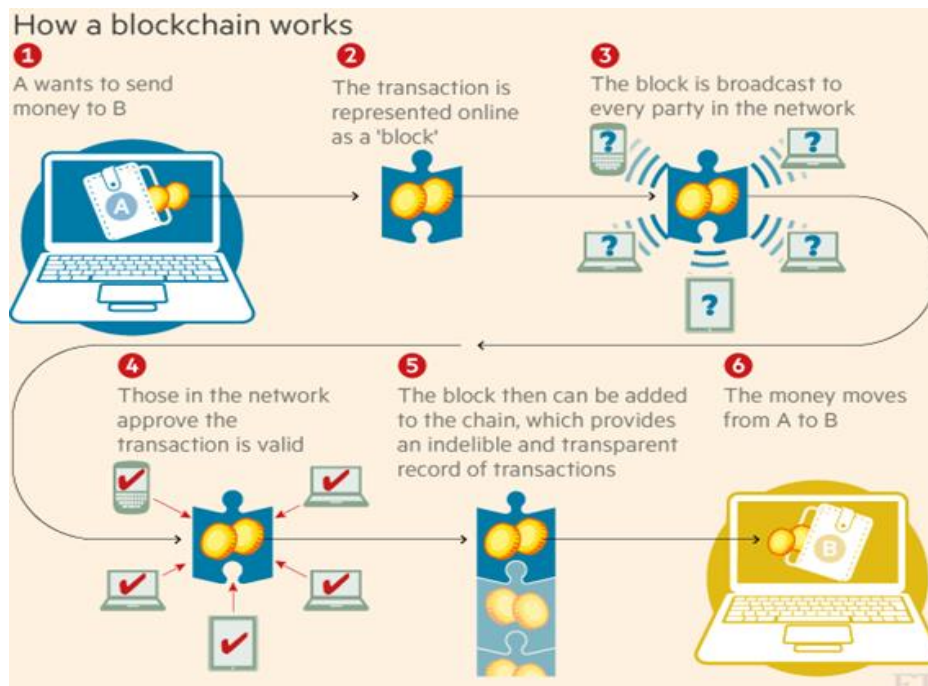 How a blockchain works
1
A wants to send
money to B
2
The transaction is
represented online
as a 'block'
3
The block is broadcast to
every party in the network
A
?
?
?
?
?
4
Those in the network
approve the
transaction is valid
5
The block then can be added
to the chain, which provides
an indelible and transparent
record of transactions
6
The money moves
from A to B
B